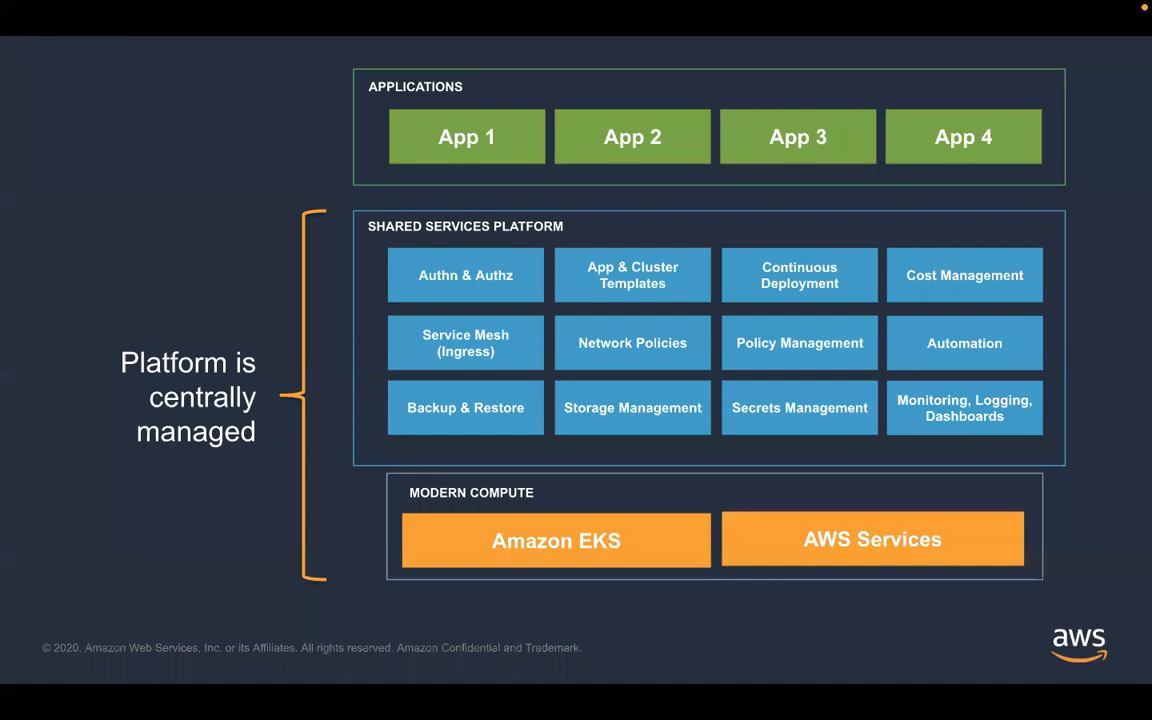 APPLICATIONS
App 1
App 2
App 3
App 4
SHARED SERVICES PLATFORM
Authn & Authz
App & Cluster
Templates
Continuous
Deployment
Cost Management
Service Mesh
(Ingress)
Network Policies
Policy Management
Automation
Backup & Restore
Storage Management
Secrets Management
Monitoring, Logging,
Dashboards
Platform is
centrally
managed
MODERN COMPUTE
Amazon EKS
AWS Services
© 2020, Amazon Web Services, Inc. or its Affiliates. All rights reserved. Amazon Confidential and Trademark.
aws